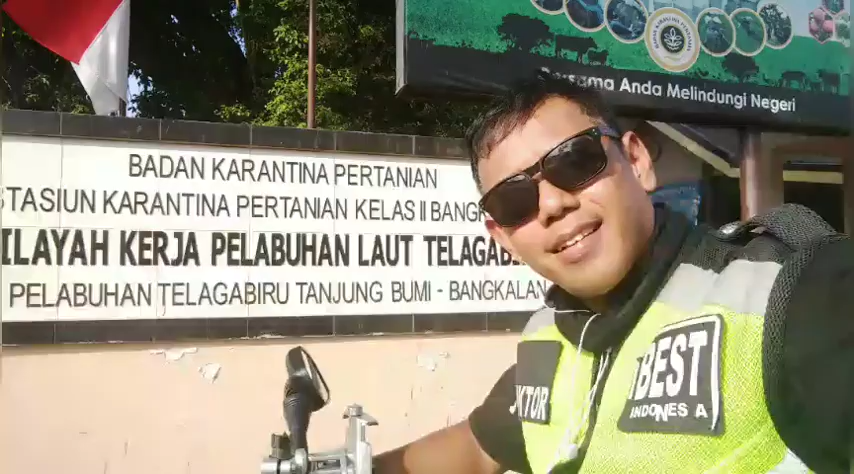 Bersama Anda Melindungi Negeri
BADAN KARANTINA PERTANIAN
STASIUN KARANTINA PERTANIAN KELAS II BANGK
ILAYAH KERJA PELABUHAN LAUT TELAGAB
PELABUHAN TELAGABIRU TANJUNG BUMI - BANGKALAN
KTOR
BEST
INDONES A